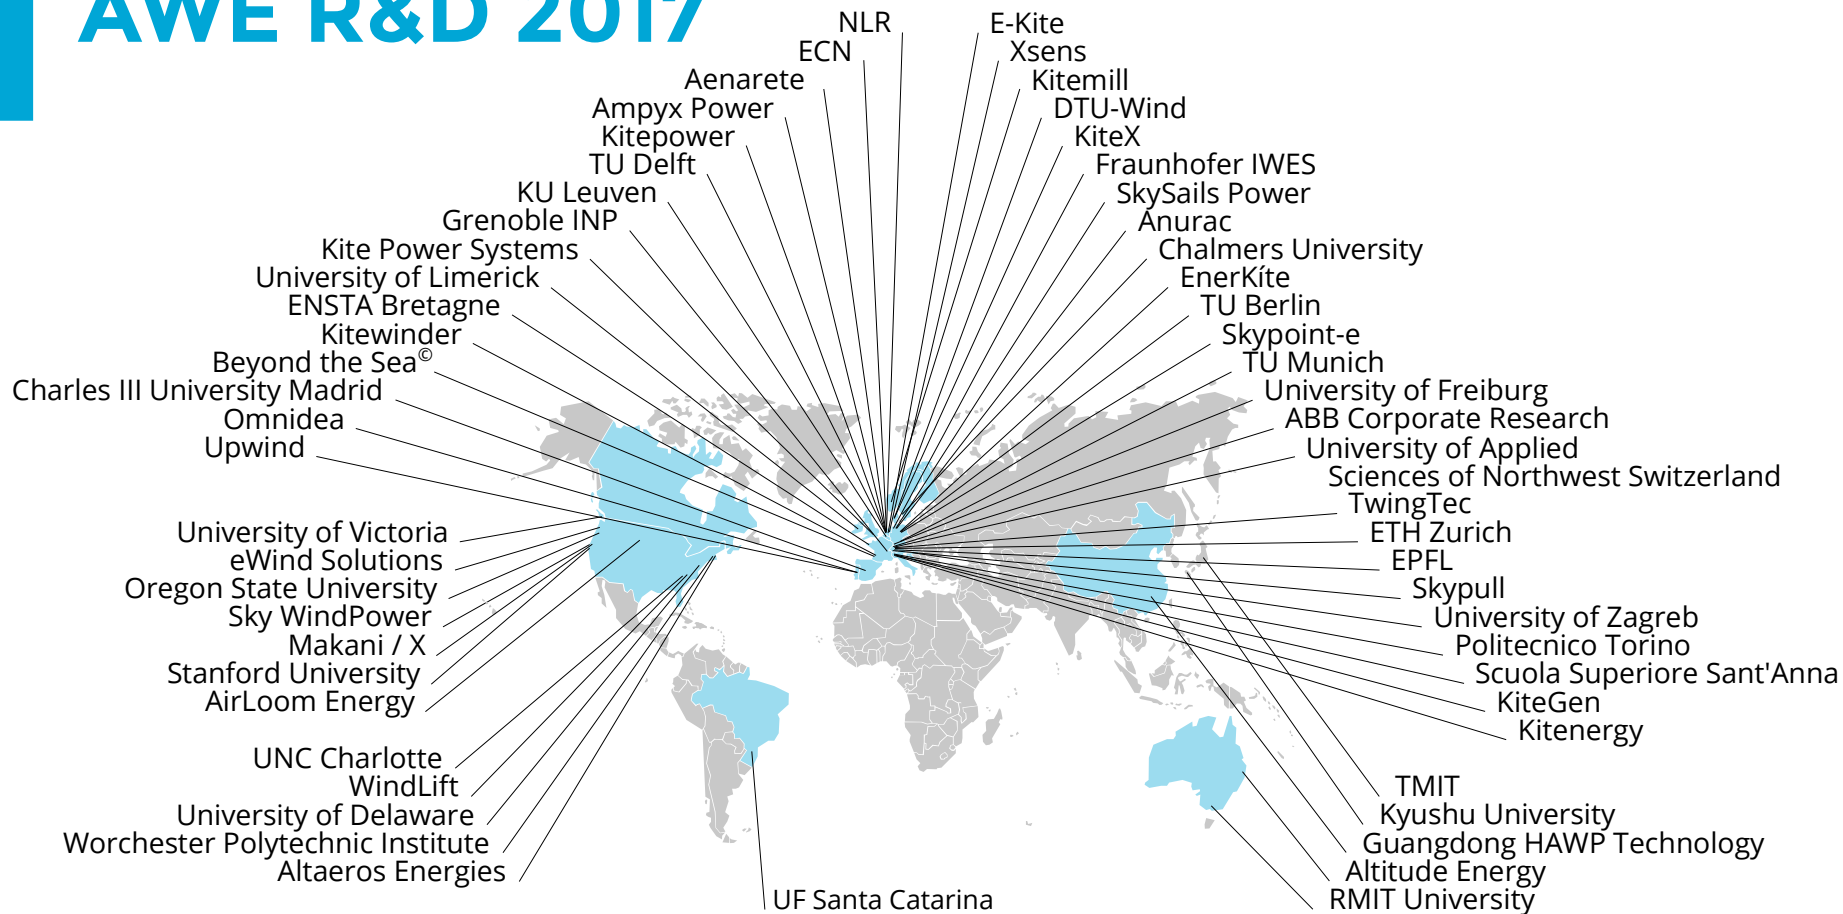 AWE R&D 2017
NLR
ECN
Aenarete
Ampyx Power
Kitepower
TU Delft
KU Leuven
Grenoble INP
Kite Power Systems
University of Limerick
ENSTA Bretagne
Kitewinder
Beyond the Sea©
Charles III University Madrid
Omnidea
Upwind
University of Victoria
eWind Solutions
Oregon State University
Sky WindPower
Makani / X
Stanford University
AirLoom Energy
UNC Charlotte
WindLift
University of Delaware
Worchester Polytechnic Institute
Altaeros Energies
UF Santa Catarina
E-Kite
Xsens
Kitemill
DTU-Wind
KiteX
Fraunhofer IWES
SkySails Power
Anurac
Chalmers University
EnerKíte
TU Berlin
Skypoint-e
TU Munich
University of Freiburg
ABB Corporate Research
University of Applied
Sciences of Northwest Switzerland
TwingTec
ETH Zurich
EPFL
Skypull
University of Zagreb
Politecnico Torino
Scuola Superiore Sant'Anna
KiteGen
Kitenergy
TMIT
Kyushu University
Guangdong HAWP Technology
Altitude Energy
RMIT University